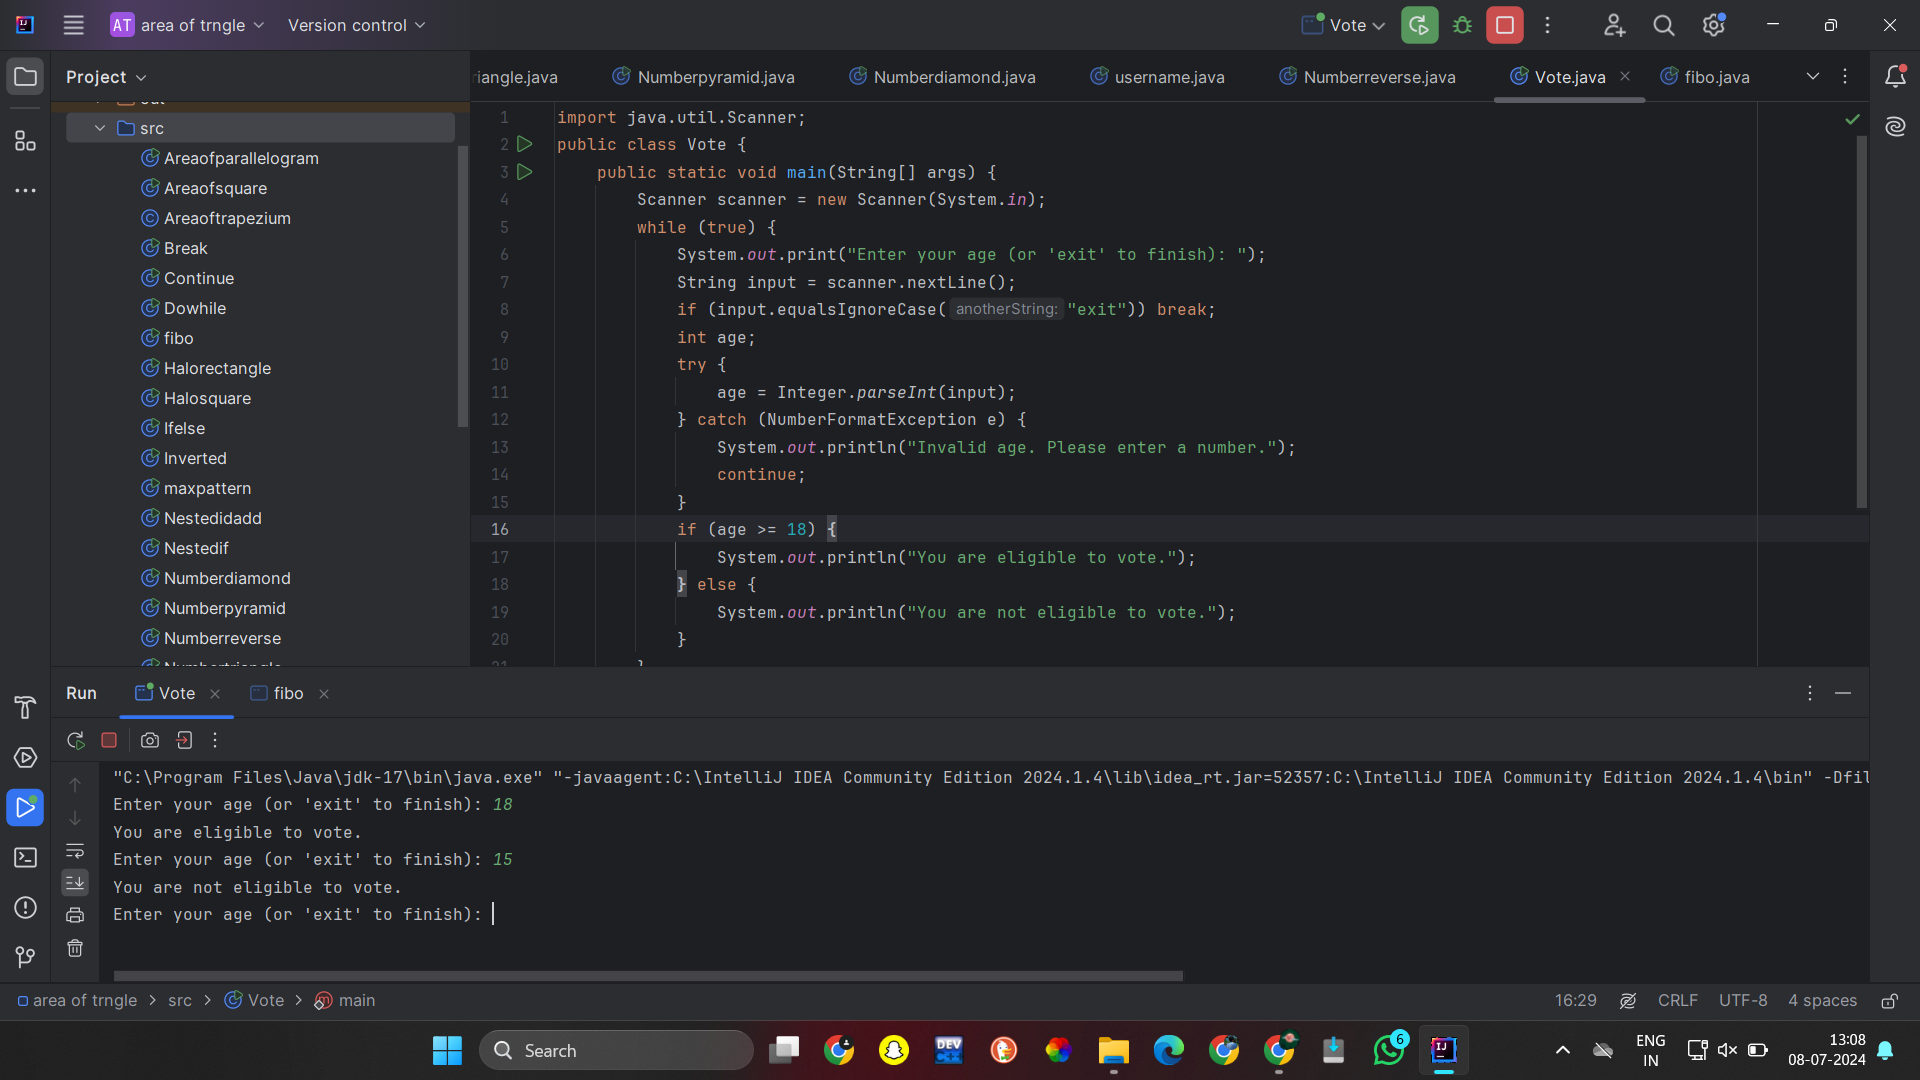 AT area of trngle Version control Vote
Project
iangle.java Numberpyramid.java Numberdiamond.java username.java Numberreverse.java Vote.java fibo.java
src
Areaofparallelogram
Areaofsquare
Areaoftrapezium
Break
Continue
Dowhile
fibo
Halorectangle
Halosquare
Ifelse
Inverted
maxpattern
Nestedidadd
Nestedif
Numberdiamond
Numberpyramid
Numberreverse
Numbertriangle
1 import java.util.Scanner;
2 public class Vote {
3 public static void main(String[] args) {
4 Scanner scanner = new Scanner(System.in);
5 while (true) {
6 System.out.print("Enter your age (or 'exit' to finish): ");
7 String input = scanner.nextLine();
8 if (input.equalsIgnoreCase( anotherString: "exit")) break;
9 int age;
10 try {
11 age = Integer.parseInt(input);
12 } catch (NumberFormatException e) {
13 System.out.println("Invalid age. Please enter a number.");
14 continue;
15 }
16 if (age >= 18) {
17 System.out.println("You are eligible to vote.");
18 } else {
19 System.out.println("You are not eligible to vote.");
20 }
21 }
Run Vote fibo
"C:\Program Files\Java\jdk-17\bin\java.exe" "-javaagent:C:\IntelliJ IDEA Community Edition 2024.1.4\lib\idea_rt.jar=52357:C:\IntelliJ IDEA Community Edition 2024.1.4\bin" -Dfil
Enter your age (or 'exit' to finish): 18
You are eligible to vote.
Enter your age (or 'exit' to finish): 15
You are not eligible to vote.
Enter your age (or 'exit' to finish):
area of trngle > src > Vote > main 16:29 CRLF UTF-8 4 spaces
Search DEV 6 ENG 13:08
IN 08-07-2024